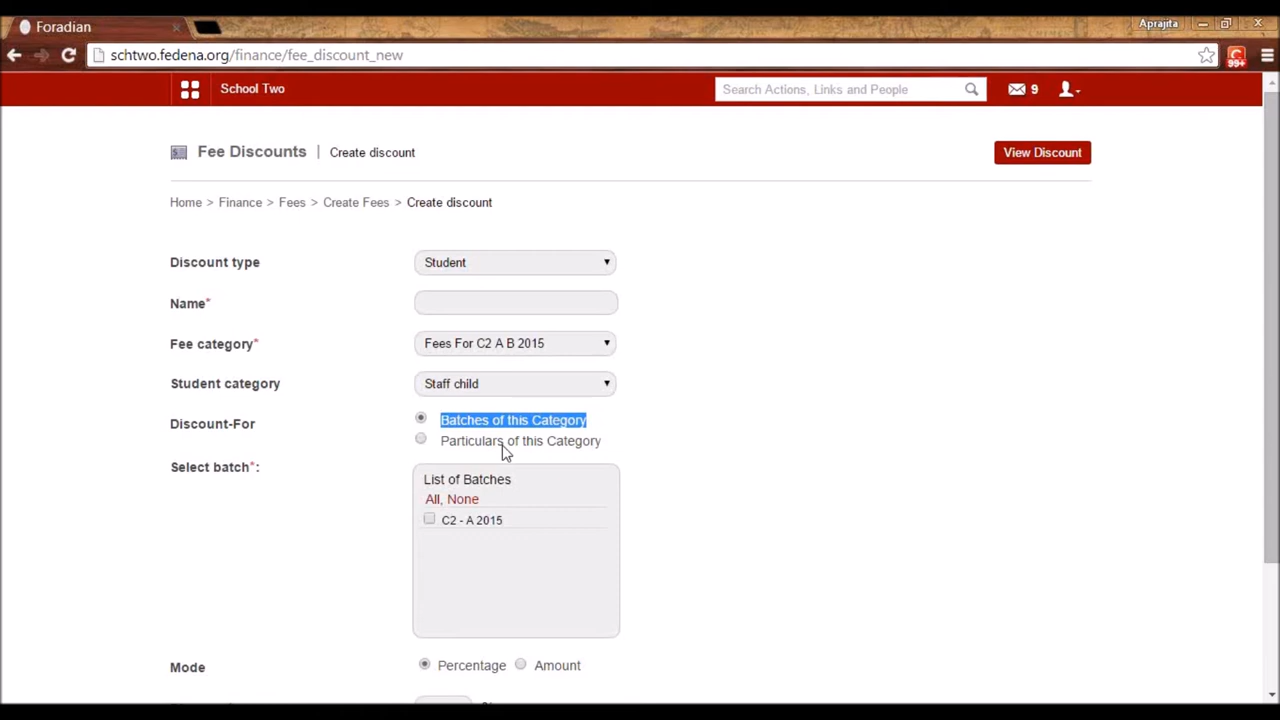 Foradian
Aprajita
schtwo.fedena.org/finance/fee_discount_new
99+
School Two
Search Actions, Links and People
9
Fee Discounts | Create discount
View Discount
Home > Finance > Fees > Create Fees > Create discount
Discount type
Student
Name*
Fee category*
Fees For C2 A B 2015
Student category
Staff child
Discount-For
Batches of this Category
Particulars of this Category
Select batch*:
List of Batches
All, None
C2 - A 2015
Mode
Percentage
Amount